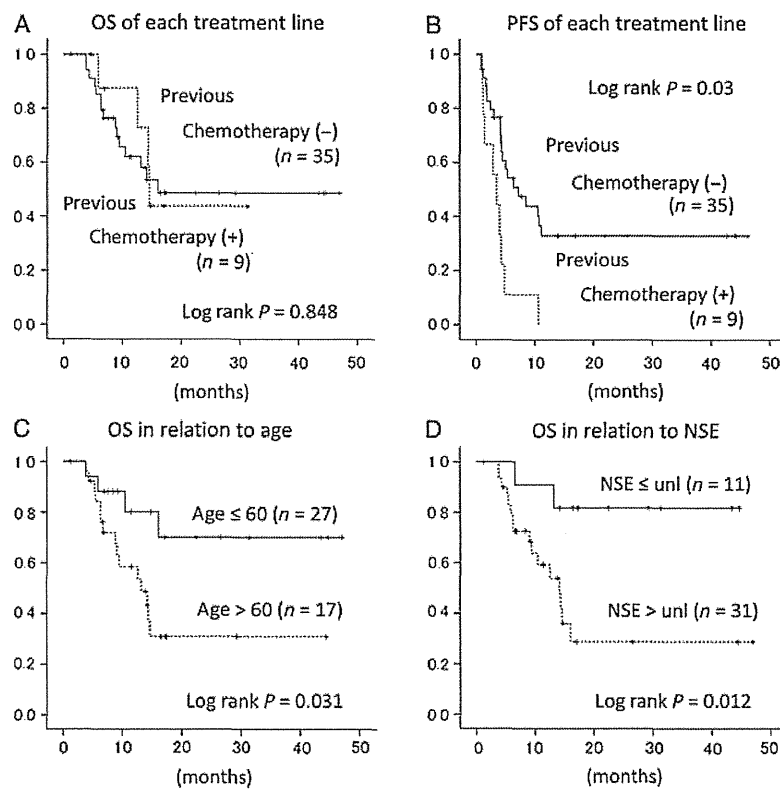 A
OS of each treatment line
1 0
0.8
0.6
0.4
0.2
0 0
Previous
Chemotherapy (–)
(n = 35)
Previous
Chemotherapy (+)
(n = 9)
Log rank P = 0.848
0 10 20 30 40 50
(months)
B
PFS of each treatment line
1 0
0.8
0.6
0.4
0.2
0 0
Log rank P = 0.03
Previous
Chemotherapy (–)
(n = 35)
Previous
Chemotherapy (+)
(n = 9)
0 10 20 30 40 50
(months)
C
OS in relation to age
1 0
0.8
0.6
0.4
0.2
0 0
Age ≤ 60 (n = 27)
Age > 60 (n = 17)
Log rank P = 0.031
0 10 20 30 40 50
(months)
D
OS in relation to NSE
1 0
0.8
0.6
0.4
0.2
0 0
NSE ≤ unl (n = 11)
NSE > unl (n = 31)
Log rank P = 0.012
0 10 20 30 40 50
(months)